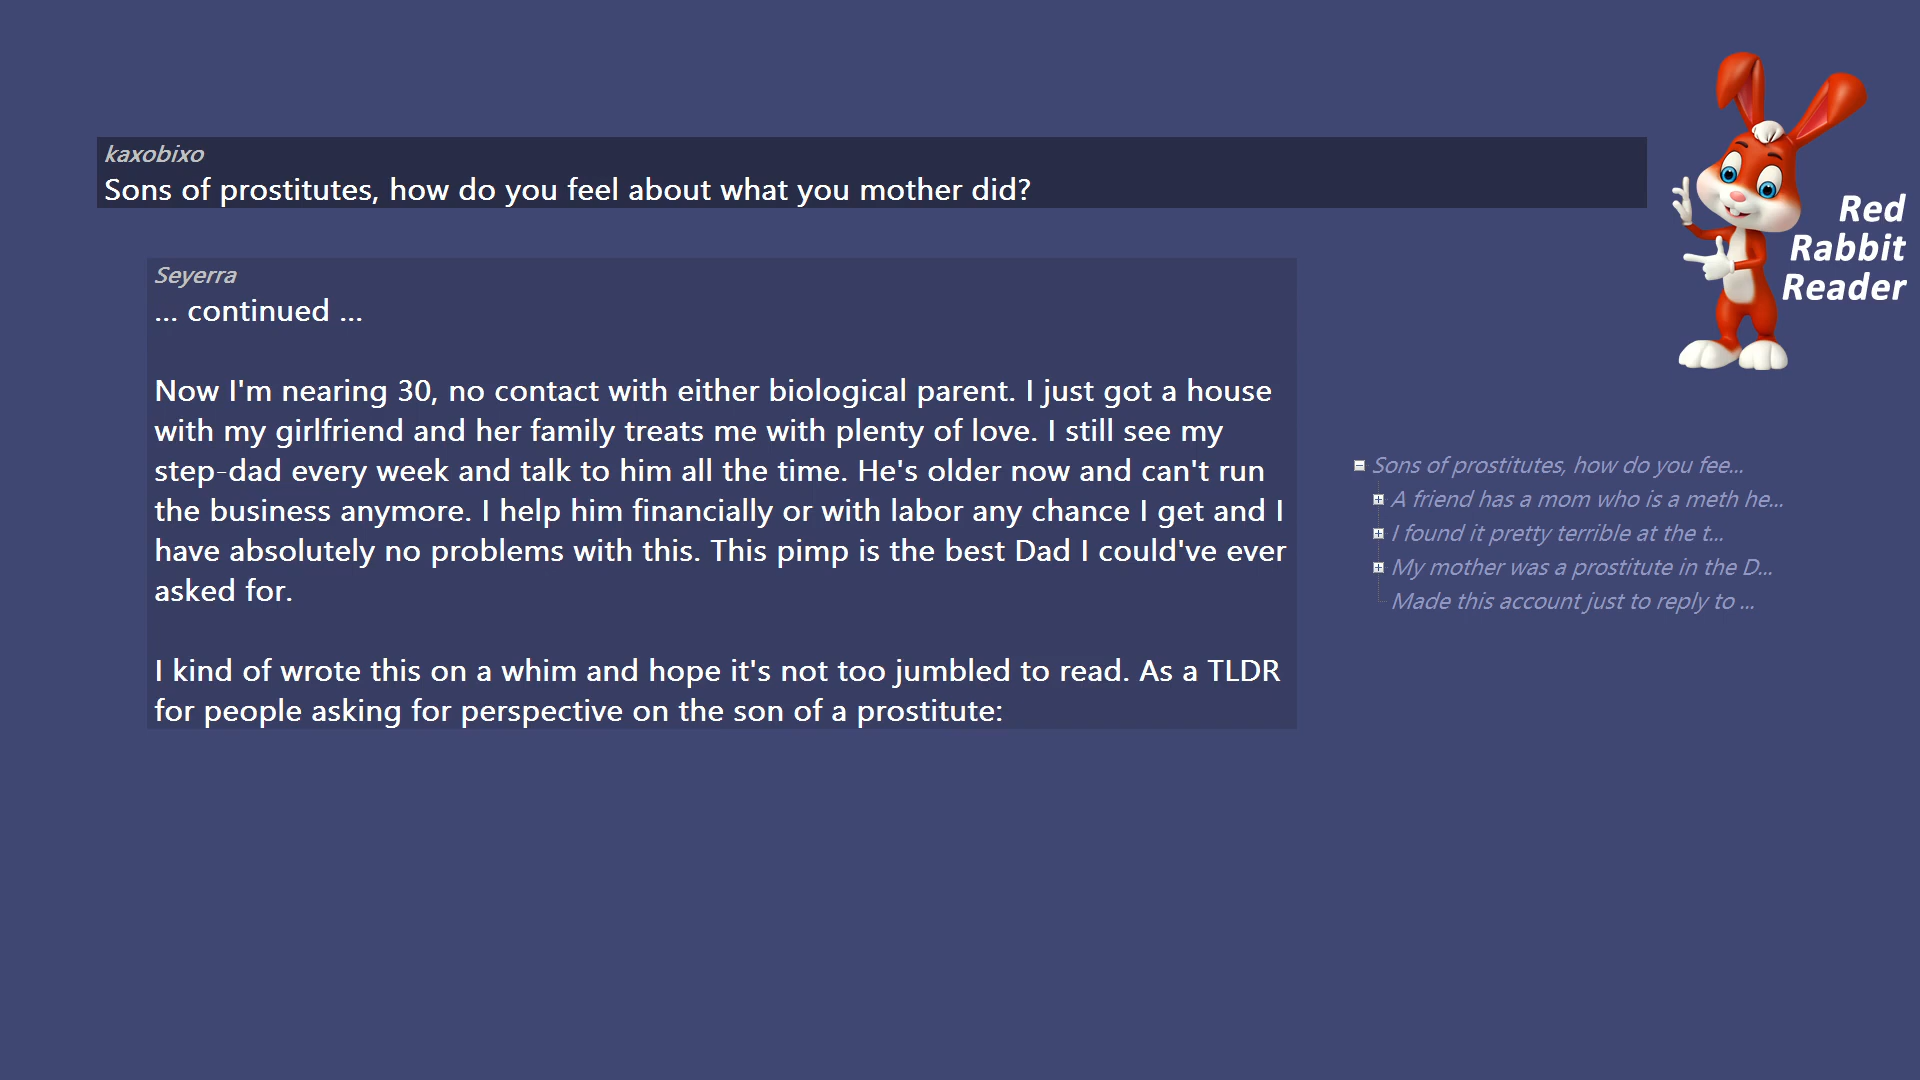 kaxobixo
Sons of prostitutes, how do you feel about what you mother did?
Seyerra
... continued ...
Now I'm nearing 30, no contact with either biological parent. I just got a house
with my girlfriend and her family treats me with plenty of love. I still see my
step-dad every week and talk to him all the time. He's older now and can't run
the business anymore. I help him financially or with labor any chance I get and I
have absolutely no problems with this. This pimp is the best Dad I could've ever
asked for.
I kind of wrote this on a whim and hope it's not too jumbled to read. As a TLDR
for people asking for perspective on the son of a prostitute:
Red
Rabbit
Reader
Sons of prostitutes, how do you fee...
A friend has a mom who is a meth he...
I found it pretty terrible at the t...
My mother was a prostitute in the D...
Made this account just to reply to ...